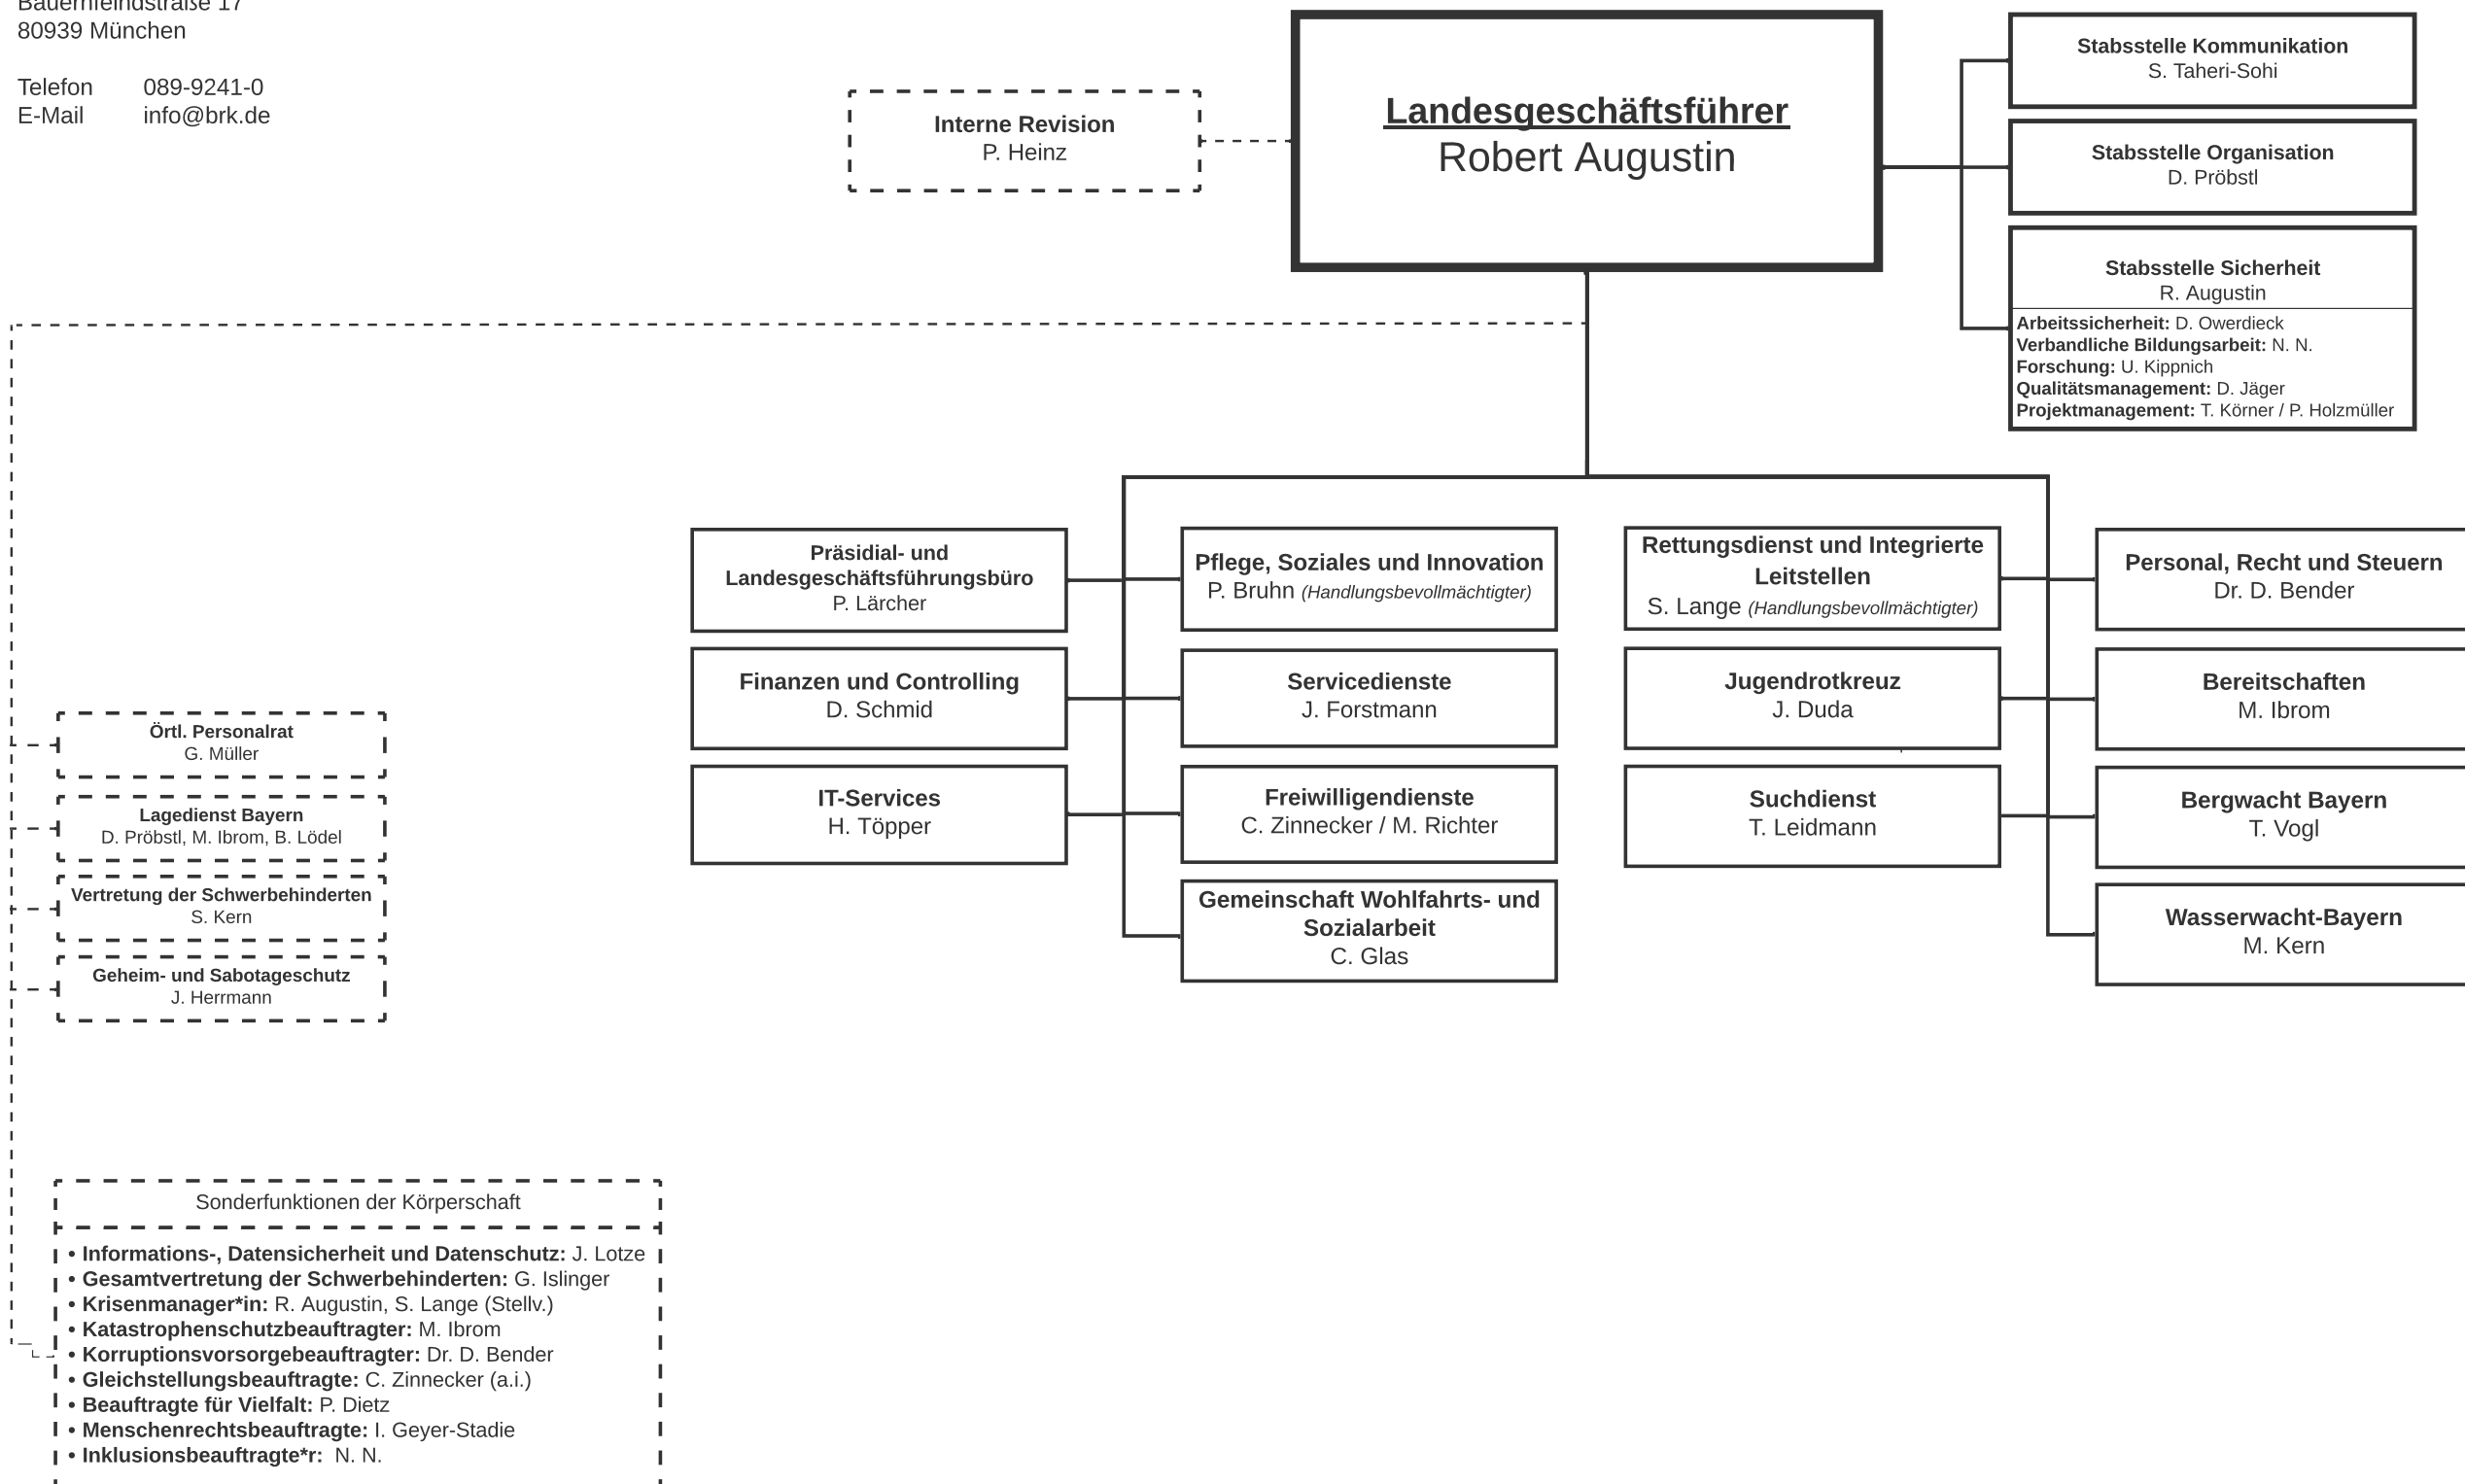 Bauernfeindstraße 17
80939 München
Telefon 089-9241-0
E-Mail info@brk.de
Interne Revision
P. Heinz
Landesgeschäftsführer
Robert Augustin
Stabsstelle Kommunikation
S. Taheri-Sohi
Stabsstelle Organisation
D. Pröbstl
Stabsstelle Sicherheit
R. Augustin
Arbeitssicherheit: D. Owerdieck
Verbandliche Bildungsarbeit: N. N.
Forschung: U. Kippnich
Qualitätsmanagement: D. Jäger
Projektmanagement: T. Körner / P. Holzmüller
Präsidial- und
Landesgeschäftsführungsbüro
P. Lärcher
Finanzen und Controlling
D. Schmid
IT-Services
H. Töpper
Pflege, Soziales und Innovation
P. Bruhn (Handlungsbevollmächtigter)
Servicedienste
J. Forstmann
Freiwilligendienste
C. Zinnecker / M. Richter
Gemeinschaft Wohlfahrts- und
Sozialarbeit
C. Glas
Rettungsdienst und Integrierte
Leitstellen
S. Lange (Handlungsbevollmächtigter)
Jugendrotkreuz
J. Duda
Suchdienst
T. Leidmann
Personal, Recht und Steuern
Dr. D. Bender
Bereitschaften
M. Ibrom
Bergwacht Bayern
T. Vogl
Wasserwacht-Bayern
M. Kern
Örtl. Personalrat
G. Müller
Lagedienst Bayern
D. Pröbstl, M. Ibrom, B. Lödel
Vertretung der Schwerbehinderten
S. Kern
Geheim- und Sabotageschutz
J. Herrmann
Sonderfunktionen der Körperschaft
• Informations-, Datensicherheit und Datenschutz: J. Lotze
• Gesamtvertretung der Schwerbehinderten: G. Islinger
• Krisenmanager*in: R. Augustin, S. Lange (Stellv.)
• Katastrophenschutzbeauftragter: M. Ibrom
• Korruptionsvorsorgebeauftragter: Dr. D. Bender
• Gleichstellungsbeauftragte: C. Zinnecker (a.i.)
• Beauftragte für Vielfalt: P. Dietz
• Menschenrechtsbeauftragte: I. Geyer-Stadie
• Inklusionsbeauftragte*r: N. N.